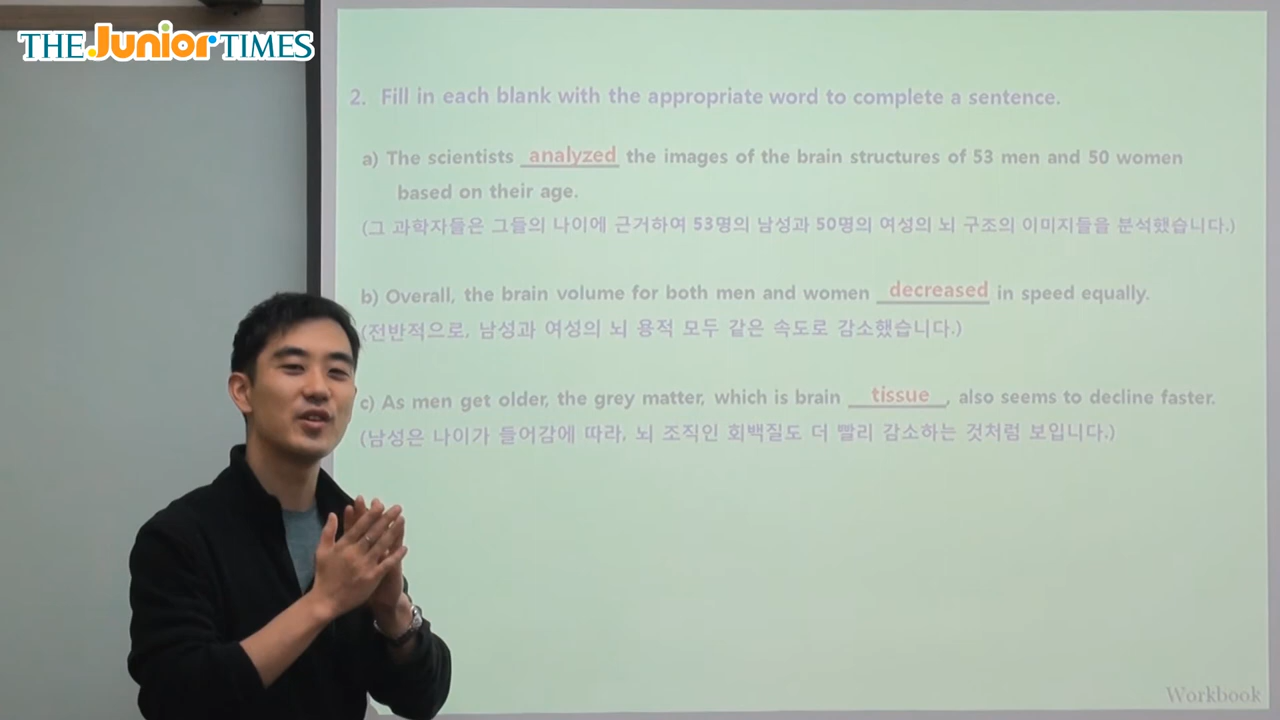 THE Junior TIMES
2. Fill in each blank with the appropriate word to complete a sentence.
a) The scientists analyzed the images of the brain structures of 53 men and 50 women
based on their age.
(그 과학자들은 그들의 나이에 근거하여 53명의 남성과 50명의 여성의 뇌 구조의 이미지들을 분석했습니다.)
b) Overall, the brain volume for both men and women decreased in speed equally.
(전반적으로, 남성과 여성의 뇌 용적 모두 같은 속도로 감소했습니다.)
c) As men get older, the grey matter, which is brain tissue, also seems to decline faster.
(남성은 나이가 들어감에 따라, 뇌 조직인 회백질도 더 빨리 감소하는 것처럼 보입니다.)
Workbook